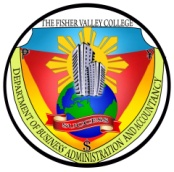 THE FISHER VALLEY COLLEGE
P
F
SUCCESS
S
DEPARTMENT OF BUSINESS ADMINISTRATION AND ACCOUNTANCY